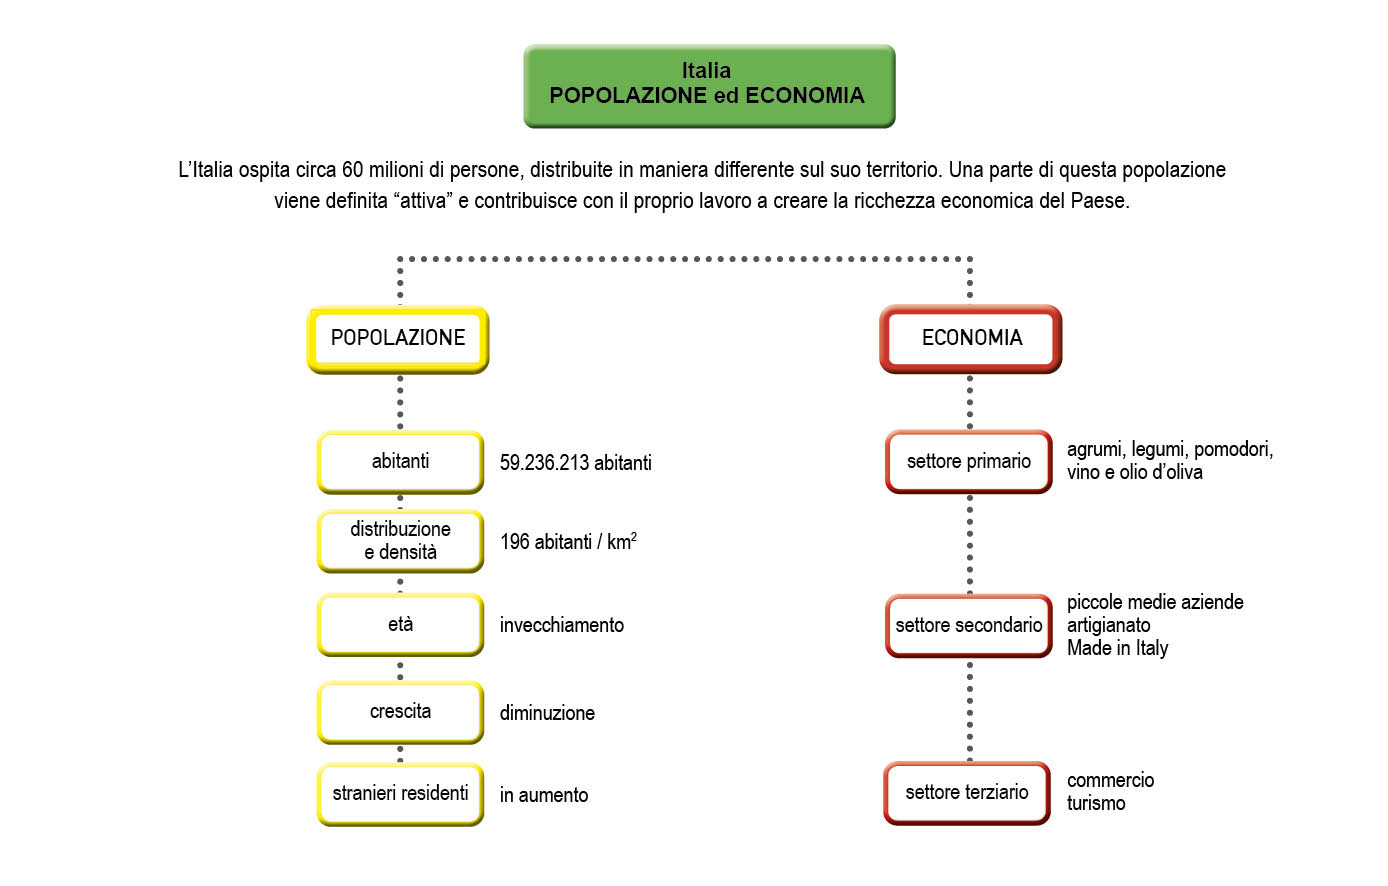 Italia
POPOLAZIONE ed ECONOMIA
L’Italia ospita circa 60 milioni di persone, distribuite in maniera differente sul suo territorio. Una parte di questa popolazione
viene definita “attiva” e contribuisce con il proprio lavoro a creare la ricchezza economica del Paese.
POPOLAZIONE
abitanti
59.236.213 abitanti
distribuzione
e densità
196 abitanti / km²
età
invecchiamento
crescita
diminuzione
stranieri residenti
in aumento
ECONOMIA
settore primario
agrumi, legumi, pomodori,
vino e olio d’oliva
settore secondario
piccole medie aziende
artigianato
Made in Italy
settore terziario
commercio
turismo